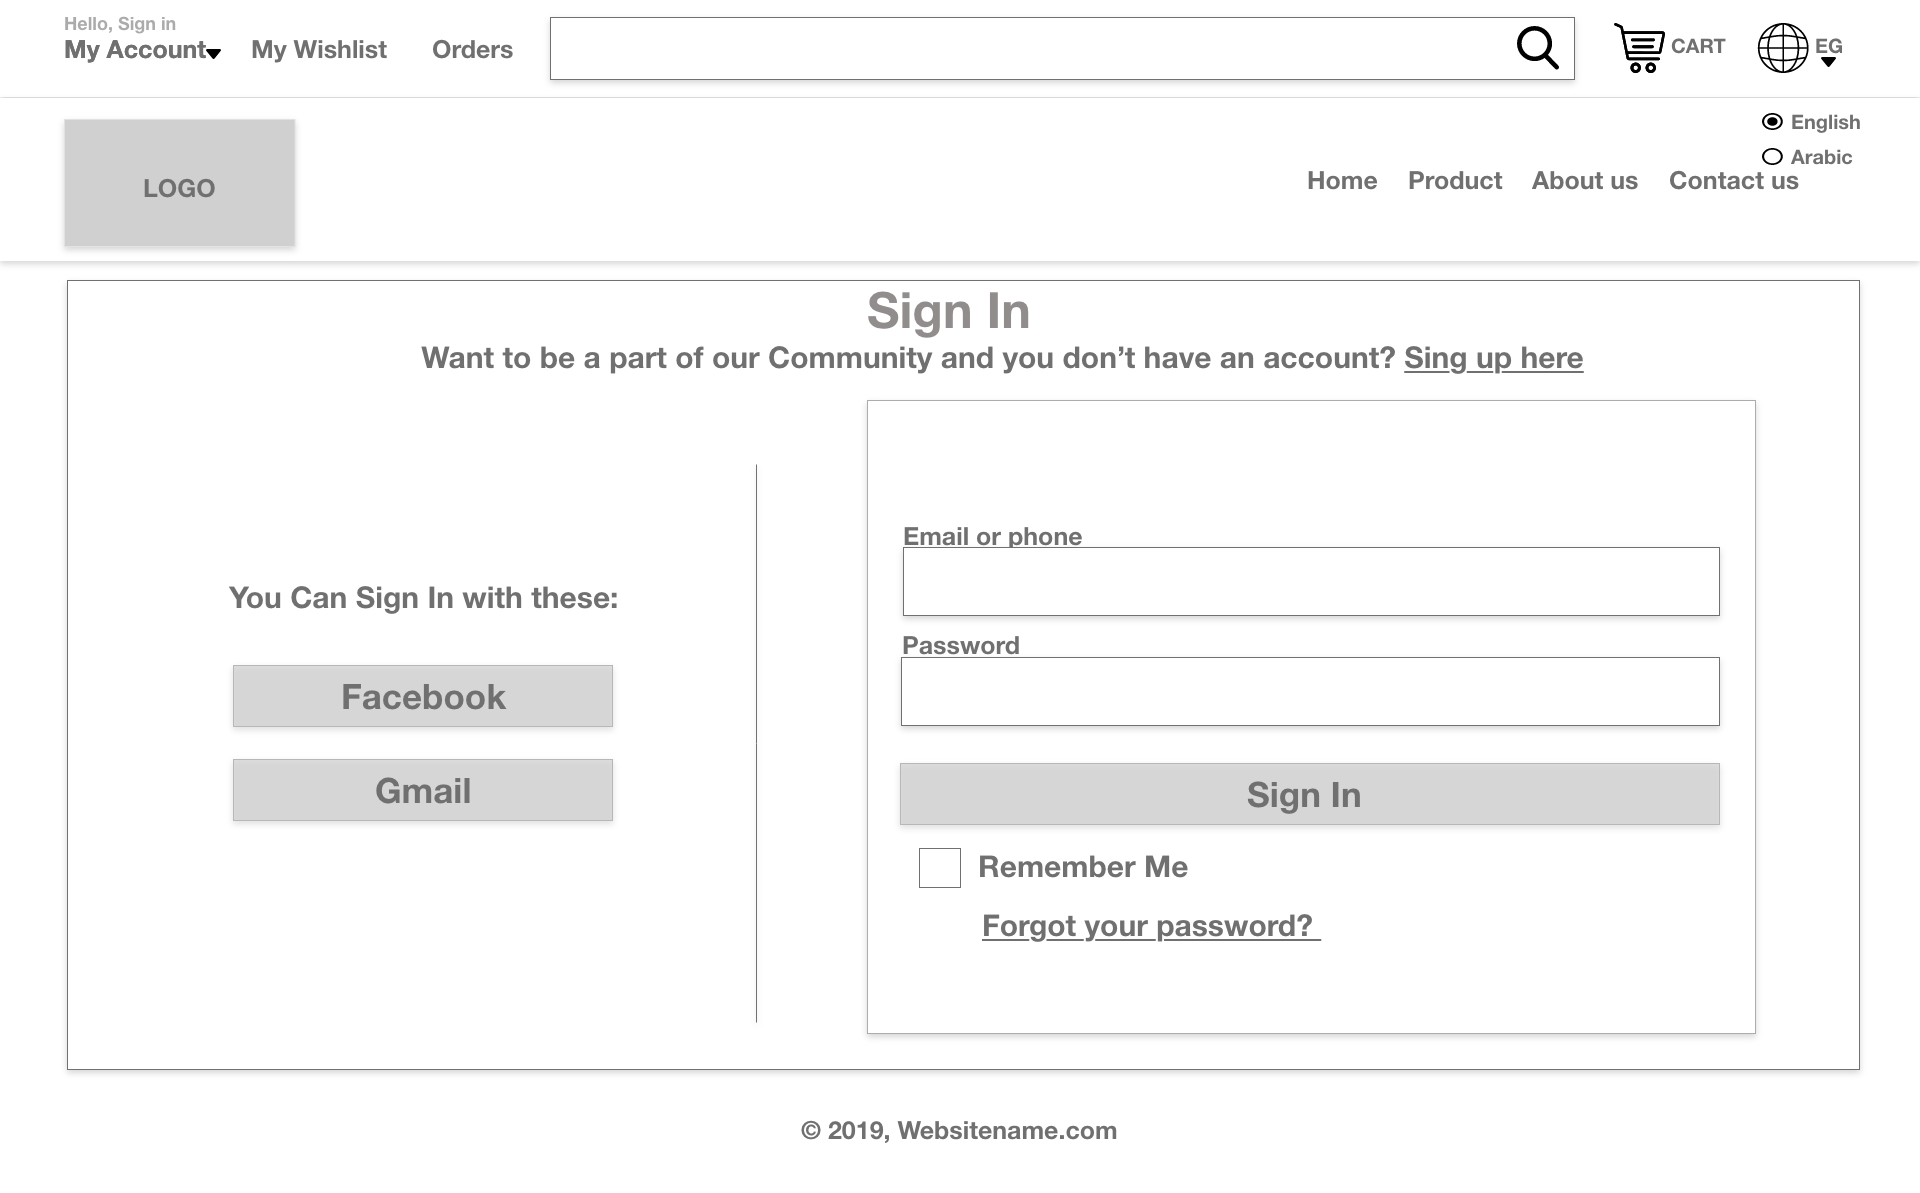 Hello, Sign in
My Account
My Wishlist
Orders
CART
EG
English
Arabic
LOGO
Home
Product
About us
Contact us
Sign In
Want to be a part of our Community and you don’t have an account? Sing up here
You Can Sign In with these:
Facebook
Gmail
Email or phone
Password
Sign In
Remember Me
Forgot your password?
© 2019, Websitename.com